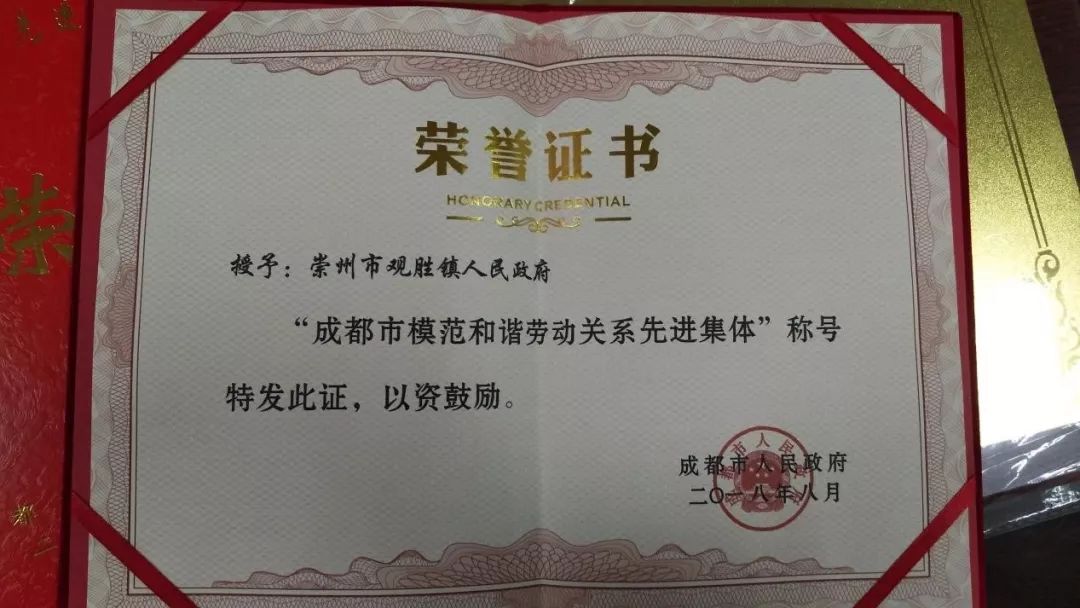 荣誉证书
HONORARY CREDENTIAL
授予：崇州市观胜镇人民政府
“成都市模范和谐劳动关系先进集体”称号
特发此证，以资鼓励。
成都市人民政府
二〇一八年八月
荣
都